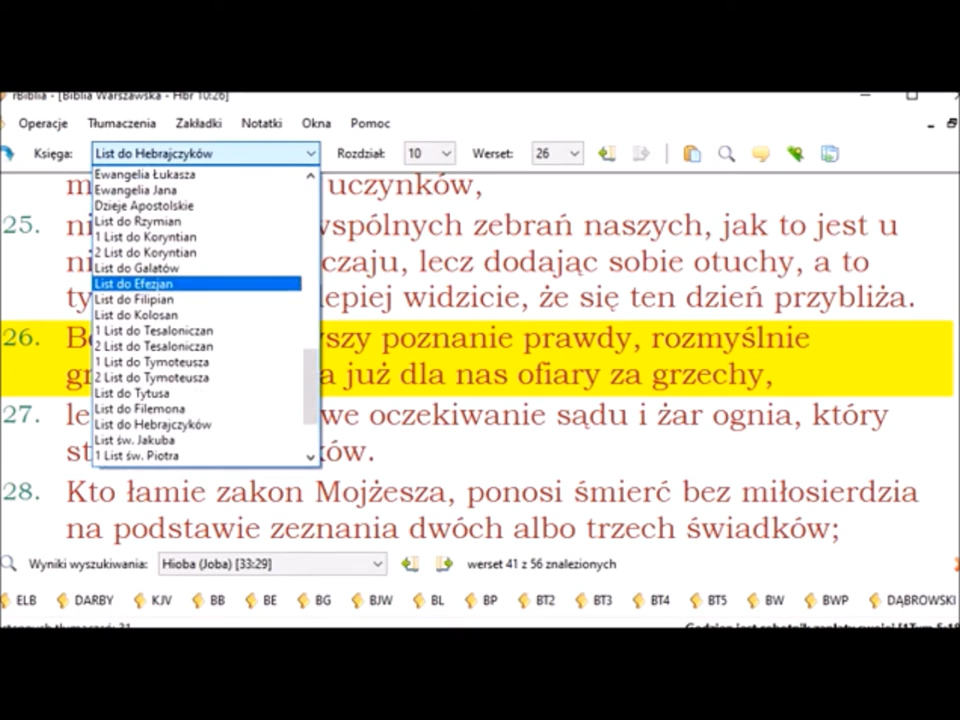 rBiblia - [Biblia Warszawska - Hbr 10:26]
Operacje Tłumaczenia Zakładki Notatki Okna Pomoc
Księga: List do Hebrajczyków Rozdział: 10 Werset: 26
Ewangelia Łukasza
Ewangelia Jana
Dzieje Apostolskie
List do Rzymian
1 List do Koryntian
2 List do Koryntian
List do Galatów
List do Efezjan
List do Filipian
List do Kolosan
1 List do Tesaloniczan
2 List do Tesaloniczan
1 List do Tymoteusza
2 List do Tymoteusza
List do Tytusa
List do Filemona
List do Hebrajczyków
List św. Jakuba
1 List św. Piotra
uczynków,
25. wspólnych zebrań naszych, jak to jest u
czaju, lecz dodając sobie otuchy, a to
ty lepiej widzicie, że się ten dzień przybliża.
26. szy poznanie prawdy, rozmyślnie
gr a już dla nas ofiary za grzechy,
27. le we oczekiwanie sądu i żar ognia, który
st ków.
28. Kto łamie zakon Mojżesza, ponosi śmierć bez miłosierdzia
na podstawie zeznania dwóch albo trzech świadków;
Wyniki wyszukiwania: Hioba (Joba) [33:29] werset 41 z 56 znalezionych
ELB DARBY KJV BB BE BG BJW BL BP BT2 BT3 BT4 BT5 BW BWP DĄBROWSKI